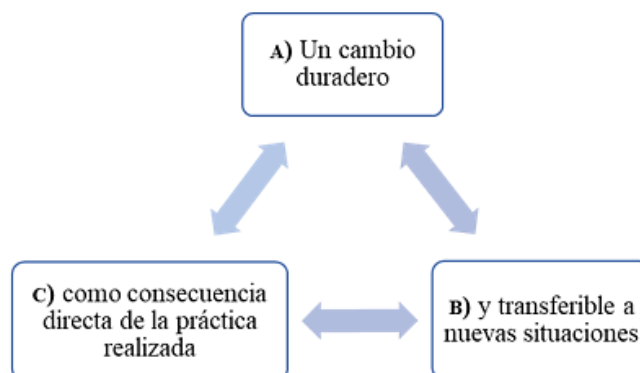 A) Un cambio
duradero
C) como consecuencia
directa de la práctica
realizada
B) y transferible a
nuevas situaciones